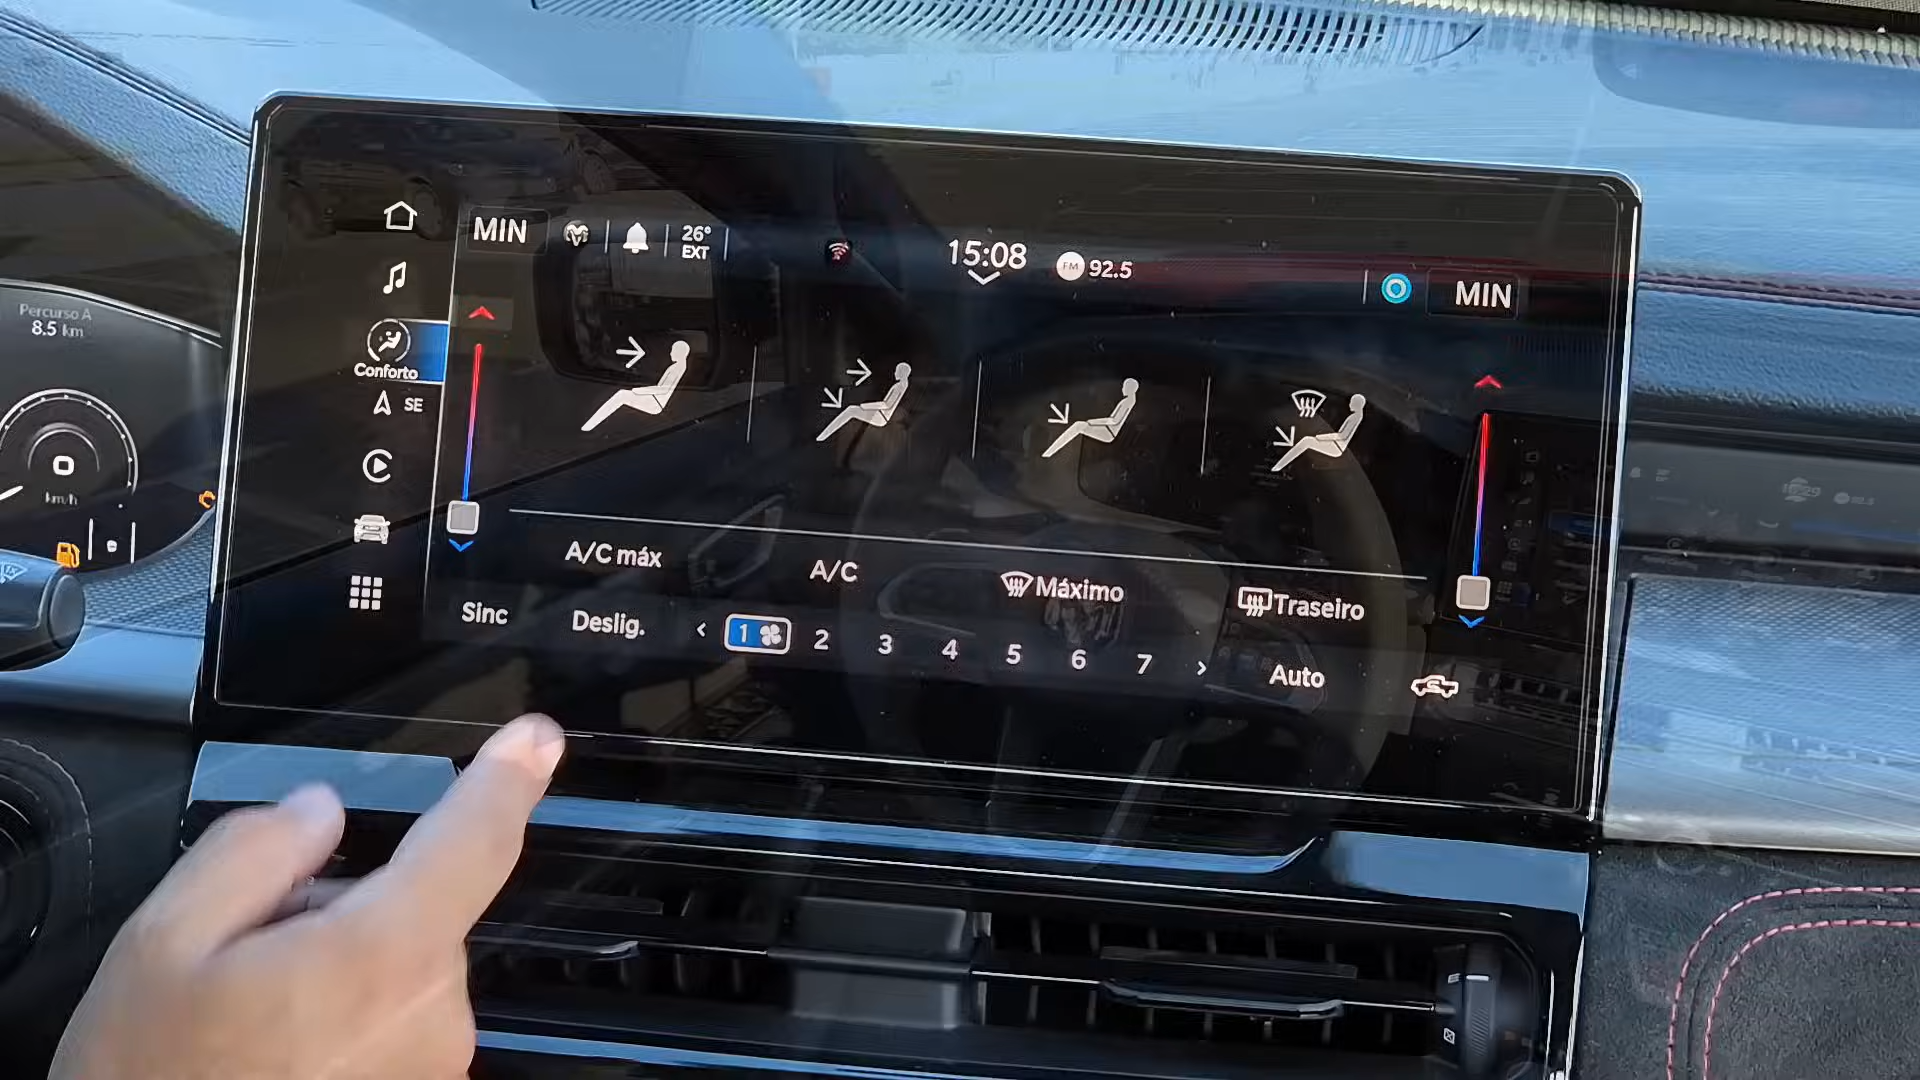 MIN
26°
EXT
15:08
FM 92.5
MIN
Percurso A
8.5 km
Conforto
SE
km/h
A/C máx
A/C
Máximo
Traseiro
Sinc
Deslig.
< 1 2 3 4 5 6 7 >
Auto